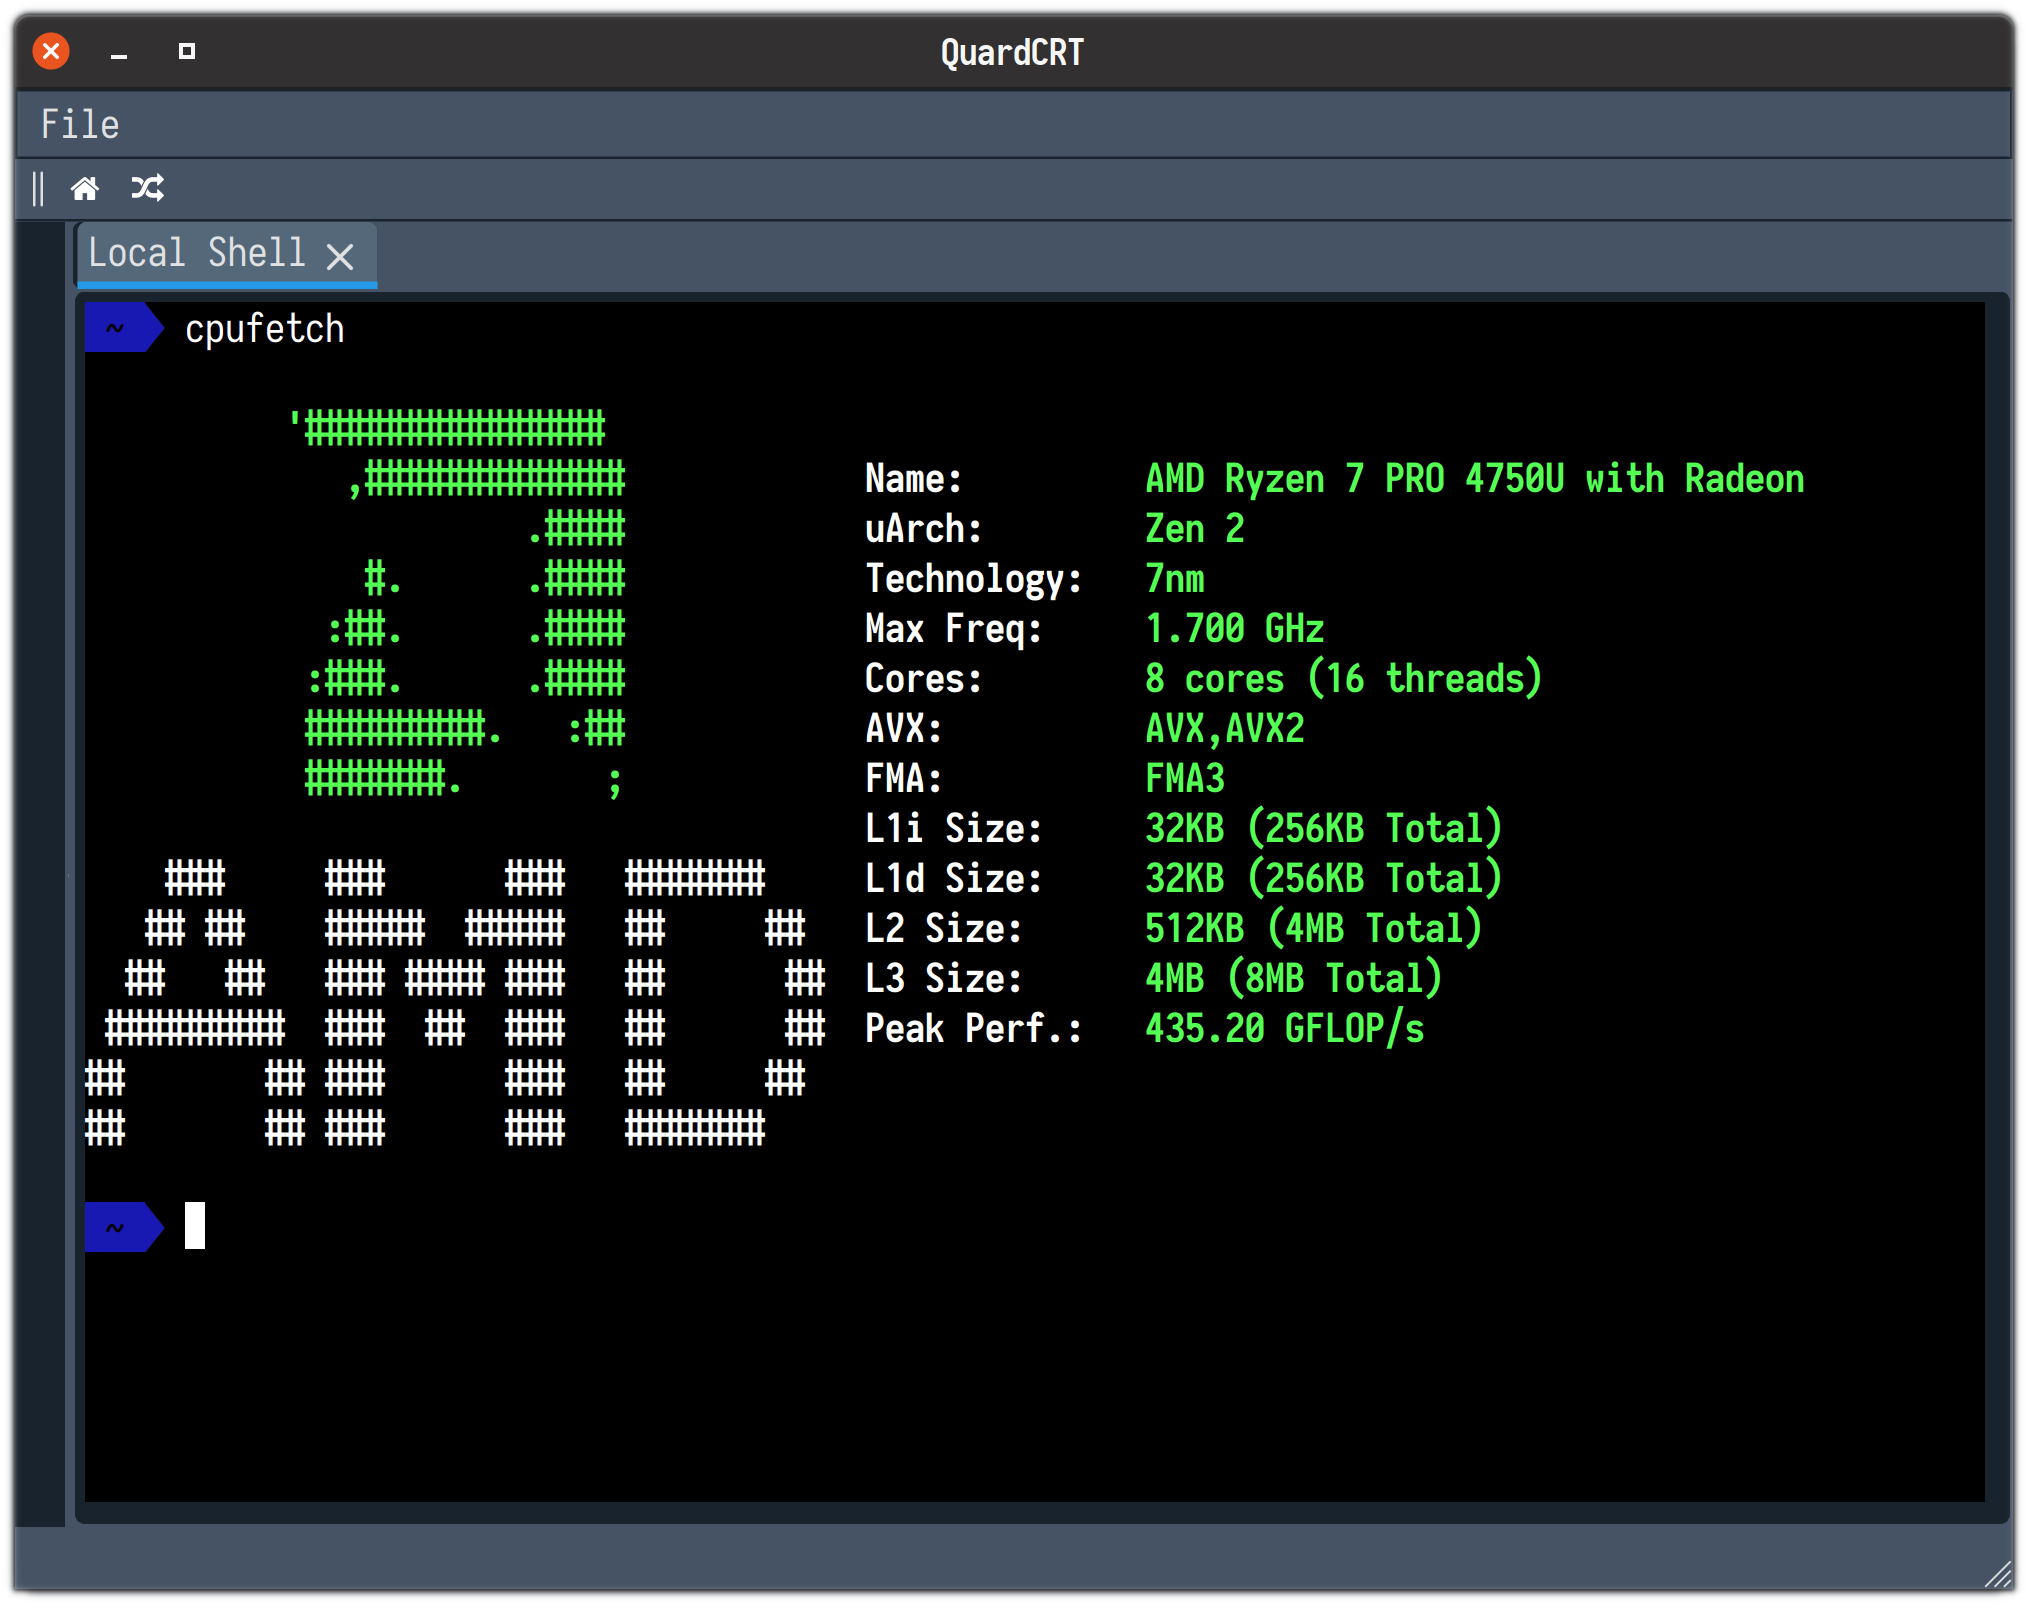 QuardCRT
File
Local Shell
~ cpufetch
'###############
,#############
.####
#. .####
:##. .####
:###. .####
#########. :##
#######. ;
### ### ### #######
## ## ##### ##### ## ##
## ## ### #### ### ## ##
######### ### ## ### ## ##
## ## ### ### ## ##
## ## ### ### #######
Name: AMD Ryzen 7 PRO 4750U with Radeon
uArch: Zen 2
Technology: 7nm
Max Freq: 1.700 GHz
Cores: 8 cores (16 threads)
AVX: AVX,AVX2
FMA: FMA3
L1i Size: 32KB (256KB Total)
L1d Size: 32KB (256KB Total)
L2 Size: 512KB (4MB Total)
L3 Size: 4MB (8MB Total)
Peak Perf.: 435.20 GFLOP/s
~